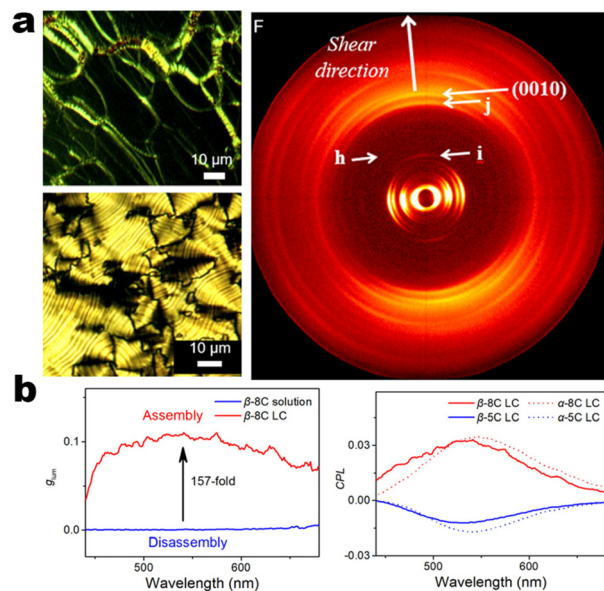 a
10 µm
10 µm
F
Shear
direction
(0010)
j
h
i
b
β-8C solution
β-8C LC
Assembly
157-fold
Disassembly
0.1
0.0
g_lum
500 600
Wavelength (nm)
β-8C LC α-8C LC
β-5C LC α-5C LC
0.03
0.00
-0.03
CPL
500 600
Wavelength (nm)